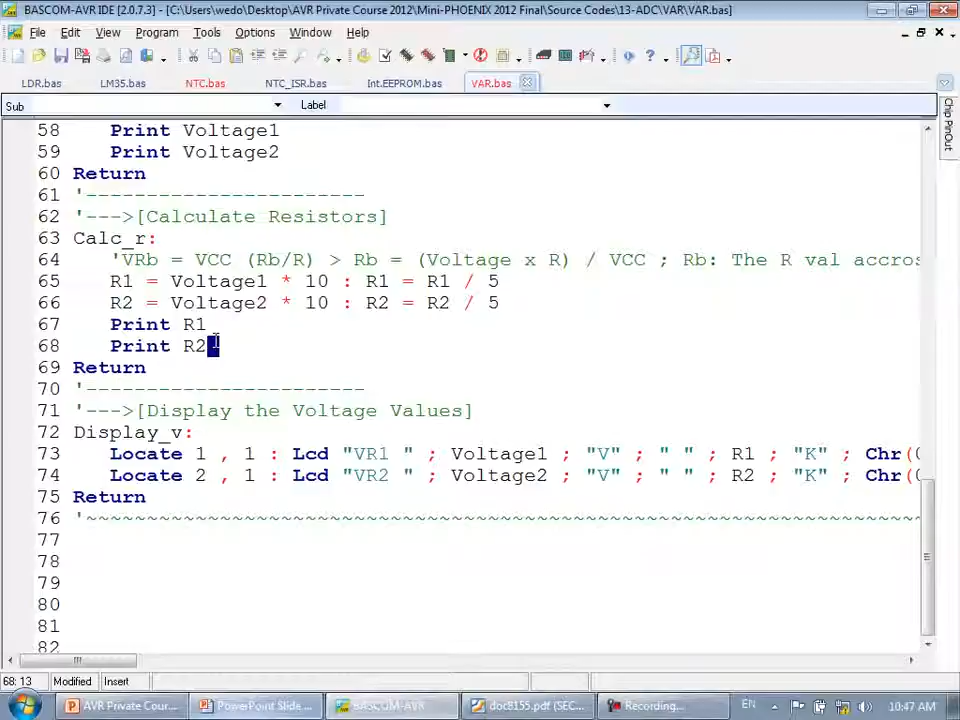 BASCOM-AVR IDE [2.0.7.3] - [C:\Users\wedo\Desktop\AVR Private Course 2012\Mini-PHOENIX 2012 Final\Source Codes\13-ADC\VAR\VAR.bas]
File Edit View Program Tools Options Window Help
LDR.bas LM35.bas NTC.bas NTC_ISR.bas Int.EEPROM.bas VAR.bas
Sub Label
Chip PinOut
58 Print Voltage1
59 Print Voltage2
60 Return
61 '-----------------------
62 '--->[Calculate Resistors]
63 Calc_r:
64 'VRb = VCC (Rb/R) > Rb = (Voltage x R) / VCC ; Rb: The R val accros
65 R1 = Voltage1 * 10 : R1 = R1 / 5
66 R2 = Voltage2 * 10 : R2 = R2 / 5
67 Print R1
68 Print R2
69 Return
70 '-----------------------
71 '--->[Display the Voltage Values]
72 Display_v:
73 Locate 1 , 1 : Lcd "VR1 " ; Voltage1 ; "V" ; " " ; R1 ; "K" ; Chr(
74 Locate 2 , 1 : Lcd "VR2 " ; Voltage2 ; "V" ; " " ; R2 ; "K" ; Chr(
75 Return
76 '~~~~~~~~~~~~~~~~~~~~~~~~~~~~~~~~~~~~~~~~~~~~~~~~~~~~~~~~~~~~~~~~~~~~~
77
78
79
80
81
82
68: 13 Modified Insert
AVR Private Cour... PowerPoint Slide ... BASCOM-AVR doc8155.pdf (SEC... Recording... EN 10:47 AM